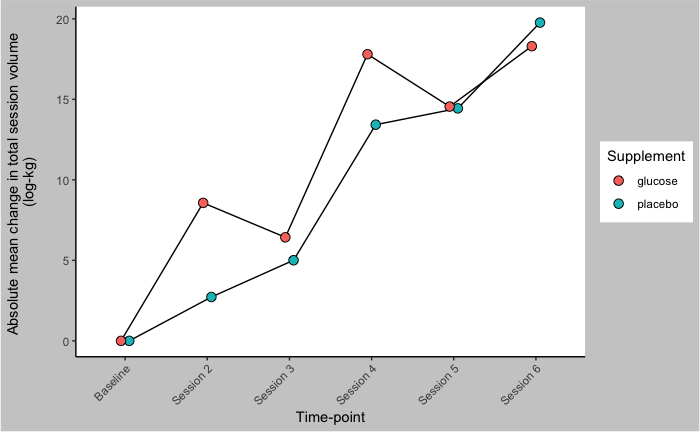 Absolute mean change in total session volume
(log-kg)
20
15
10
5
0
Baseline
Session 2
Session 3
Session 4
Session 5
Session 6
Time-point
Supplement
glucose
placebo